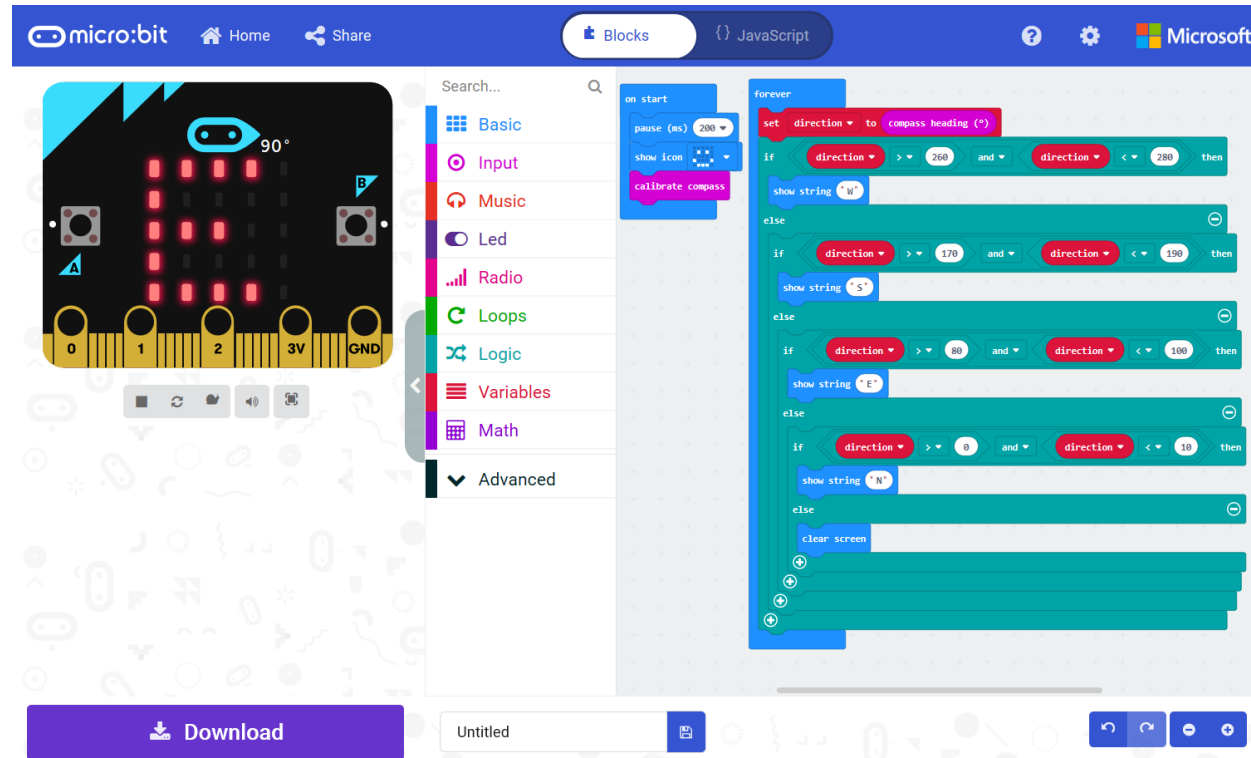 micro:bit Home Share Blocks {} JavaScript ? Microsoft
90°
B
A
0 1 2 3V GND
Download
Search...
Basic
Input
Music
Led
Radio
Loops
Logic
Variables
Math
Advanced
Untitled
on start
pause (ms) 200
show icon
calibrate compass
forever
set direction to compass heading (°)
if direction > 260 and direction < 280 then
show string "W"
else
if direction > 170 and direction < 190 then
show string "S"
else
if direction > 80 and direction < 100 then
show string "E"
else
if direction > 0 and direction < 10 then
show string "N"
else
clear screen